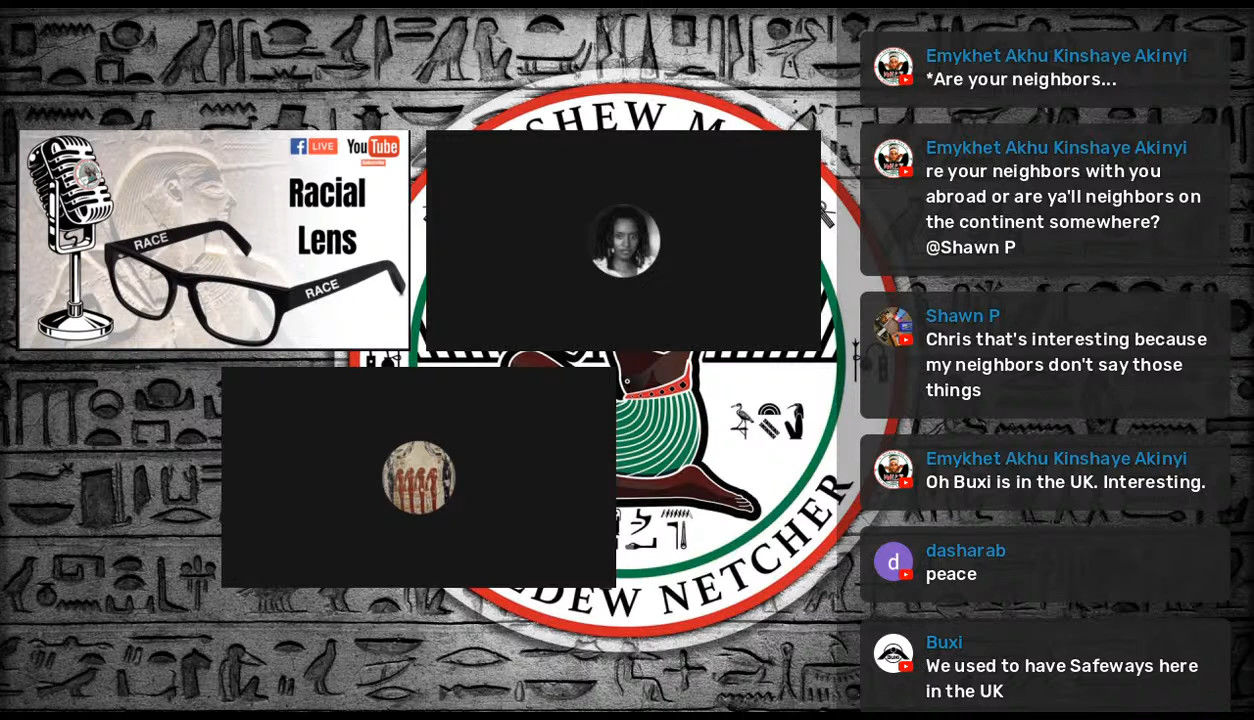 SHEW M
DEW NETCHER
f LIVE YouTube
Racial
Lens
RACE
RACE
Emykhet Akhu Kinshaye Akinyi
*Are your neighbors...
Emykhet Akhu Kinshaye Akinyi
re your neighbors with you
abroad or are ya'll neighbors on
the continent somewhere?
@Shawn P
Shawn P
Chris that's interesting because
my neighbors don't say those
things
Emykhet Akhu Kinshaye Akinyi
Oh Buxi is in the UK. Interesting.
d
dasharab
peace
Buxi
We used to have Safeways here
in the UK